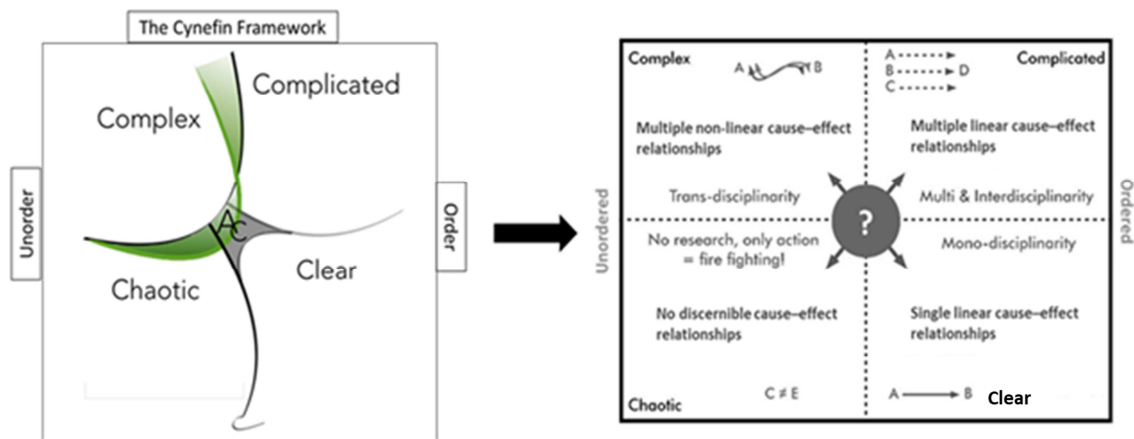 The Cynefin Framework
Complicated
Complex
Unorder
Order
A
C
Clear
Chaotic
Complex
A B
A
B D
C
Complicated
Multiple non-linear cause–effect
relationships
Multiple linear cause–effect
relationships
Trans-disciplinarity
Multi & Interdisciplinarity
Unordered
?
Ordered
No research, only action
= fire fighting!
Mono-disciplinarity
No discernible cause–effect
relationships
Single linear cause–effect
relationships
C ≠ E
A B Clear
Chaotic